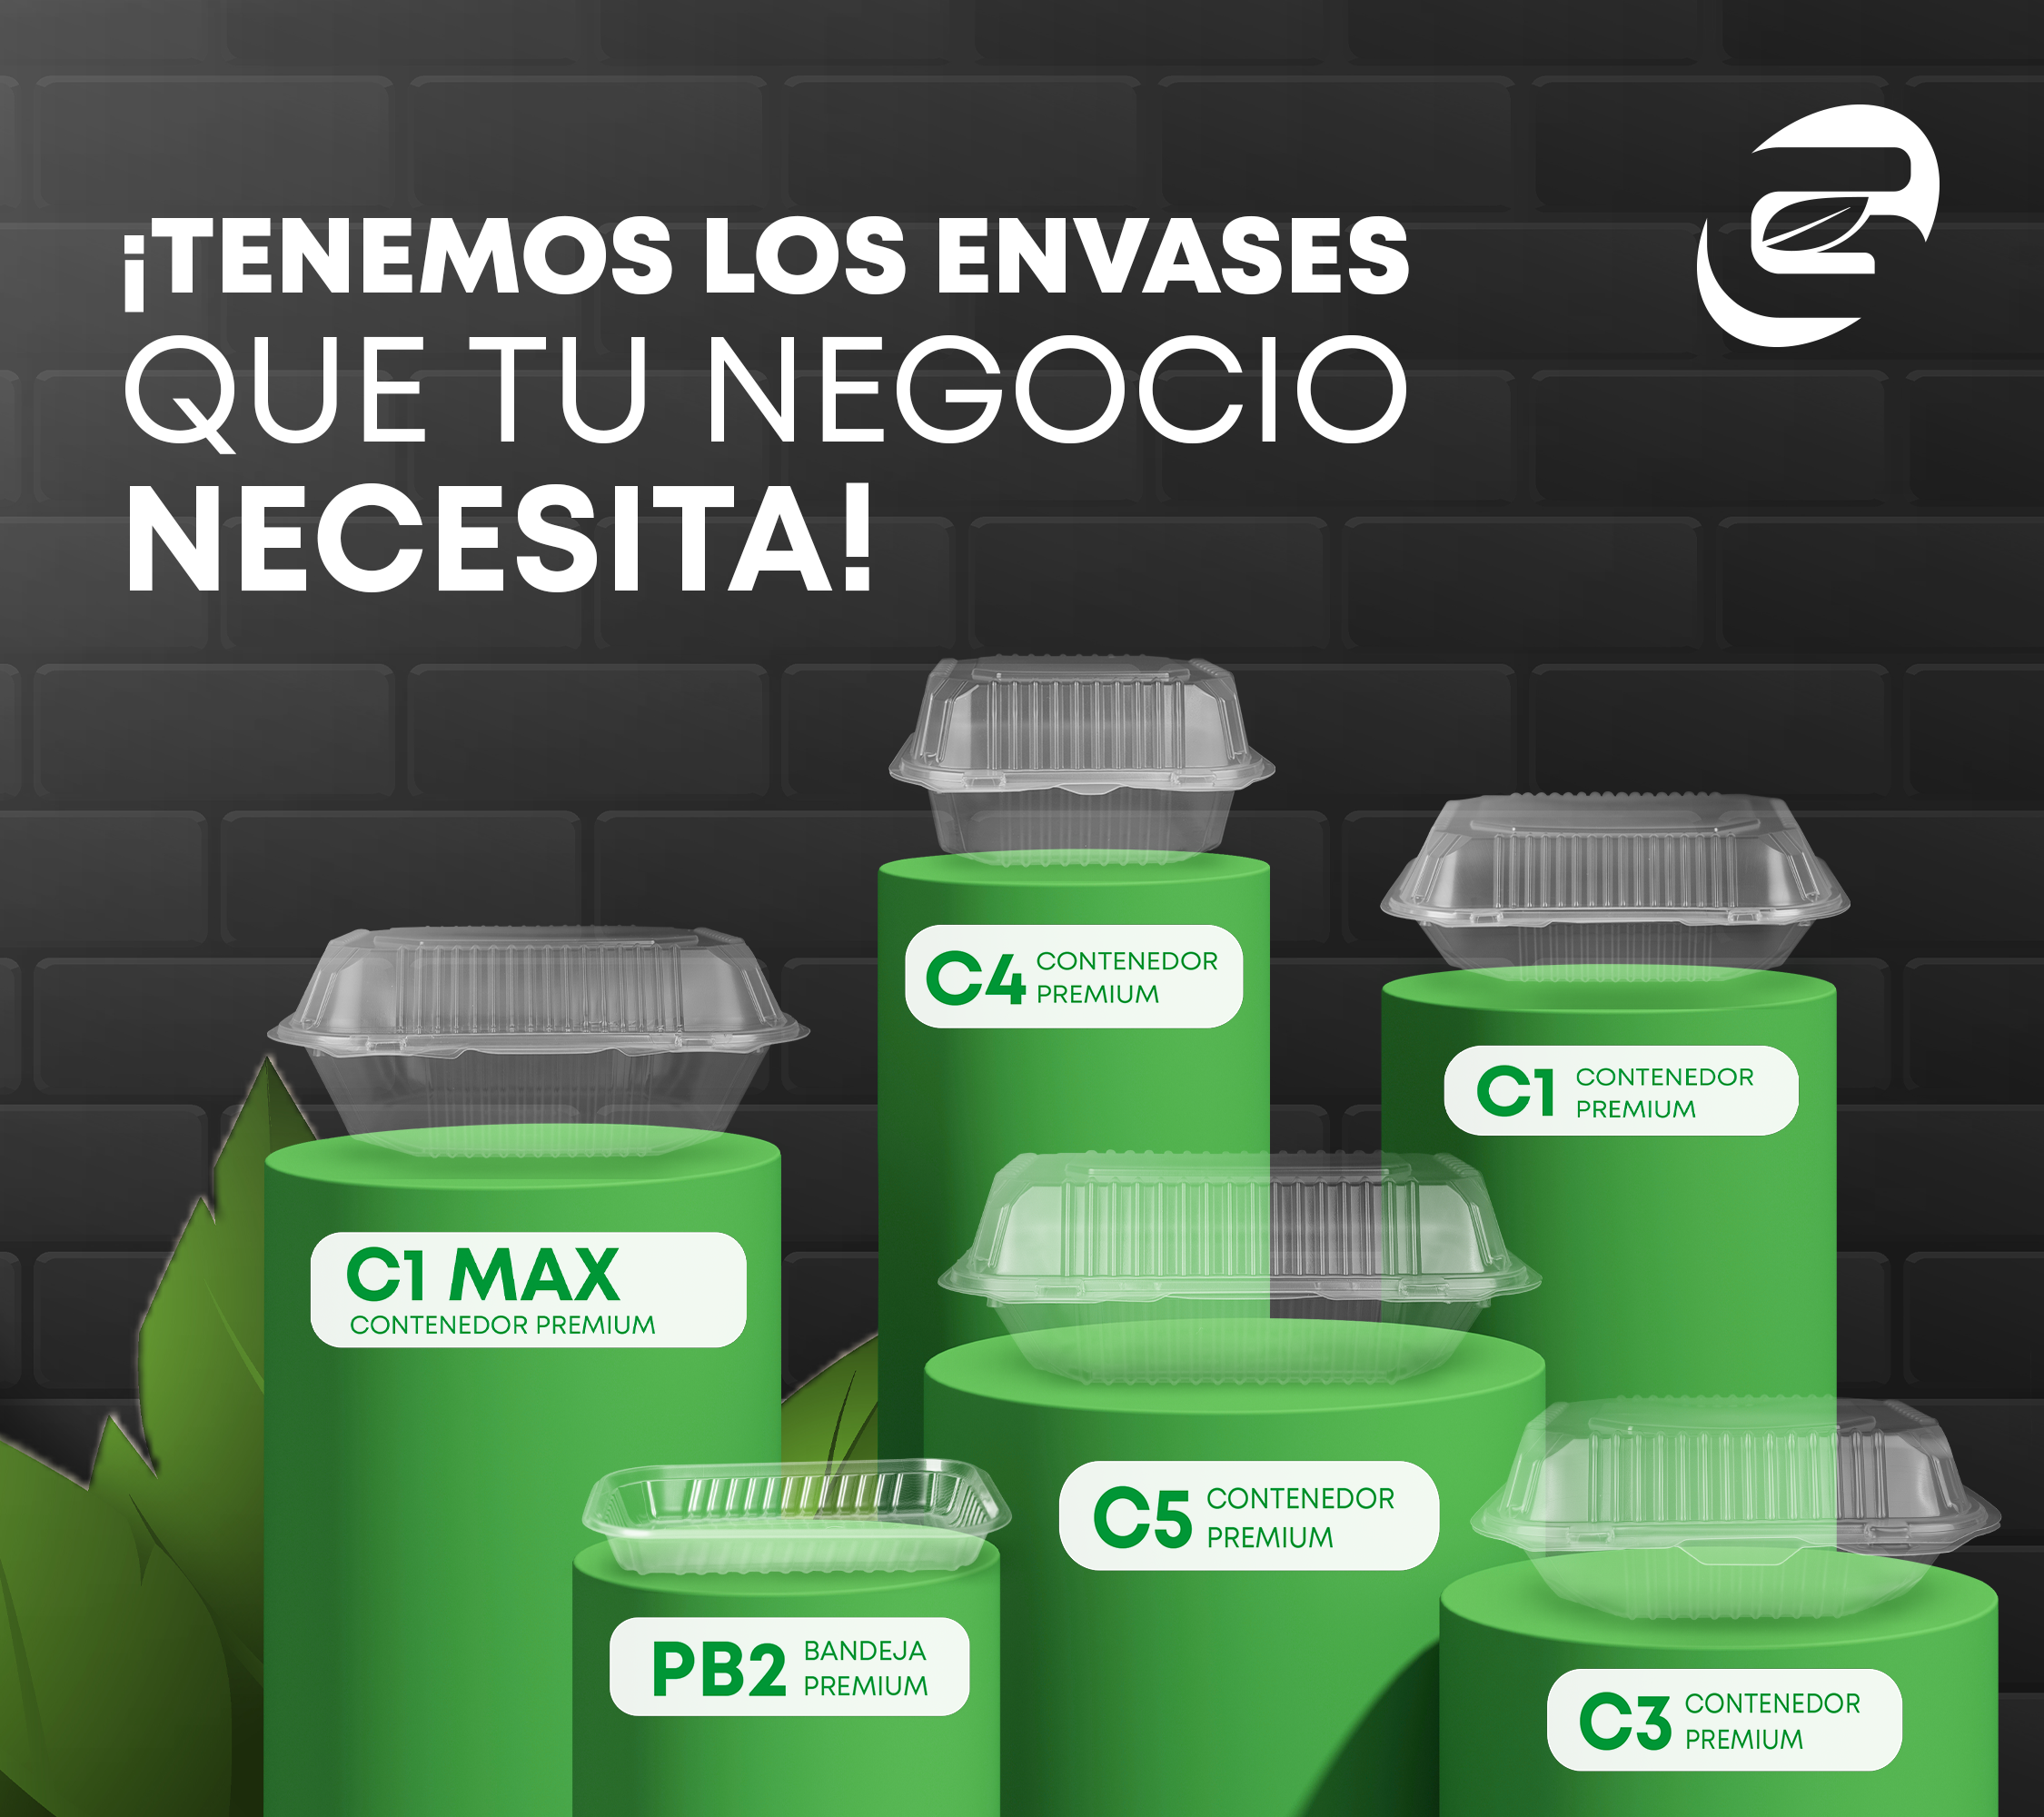 ¡TENEMOS LOS ENVASES
QUE TU NEGOCIO
NECESITA!
C4 CONTENEDOR
PREMIUM
C1 CONTENEDOR
PREMIUM
C1 MAX
CONTENEDOR PREMIUM
C5 CONTENEDOR
PREMIUM
PB2 BANDEJA
PREMIUM
C3 CONTENEDOR
PREMIUM